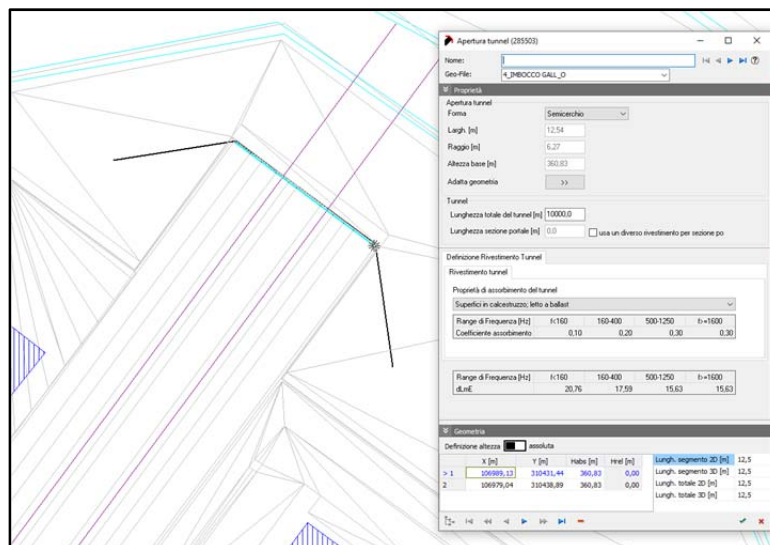 Apertura tunnel (285503)
Nome:
Geo-File: 4_IMBOCCO GALL_O
Proprietà
Apertura tunnel
Forma Semicerchio
Largh. [m] 12,54
Raggio [m] 6,27
Altezza base [m] 360,83
Adatta geometria >>
Tunnel
Lunghezza totale del tunnel [m] 10000,0
Lunghezza sezione portale [m] 0,0 usa un diverso rivestimento per sezione po
Definizione Rivestimento Tunnel
Rivestimento tunnel
Proprietà di assorbimento del tunnel
Superfici in calcestruzzo; letto a ballast
Range di Frequenza [Hz] f<160 160-400 500-1250 f>=1600
Coefficiente assorbimento 0,10 0,20 0,30 0,30
Range di Frequenza [Hz] f<160 160-400 500-1250 f>=1600
dLmE 20,76 17,59 15,63 15,63
Geometria
Definizione altezza assoluta
X [m] Y [m] Habs [m] Hrel [m] Lungh. segmento 2D [m] 12,5
> 1 106989,13 310431,44 360,83 0,00 Lungh. segmento 3D [m] 12,5
2 106979,04 310438,89 360,83 0,00 Lungh. totale 2D [m] 12,5
Lungh. totale 3D [m] 12,5